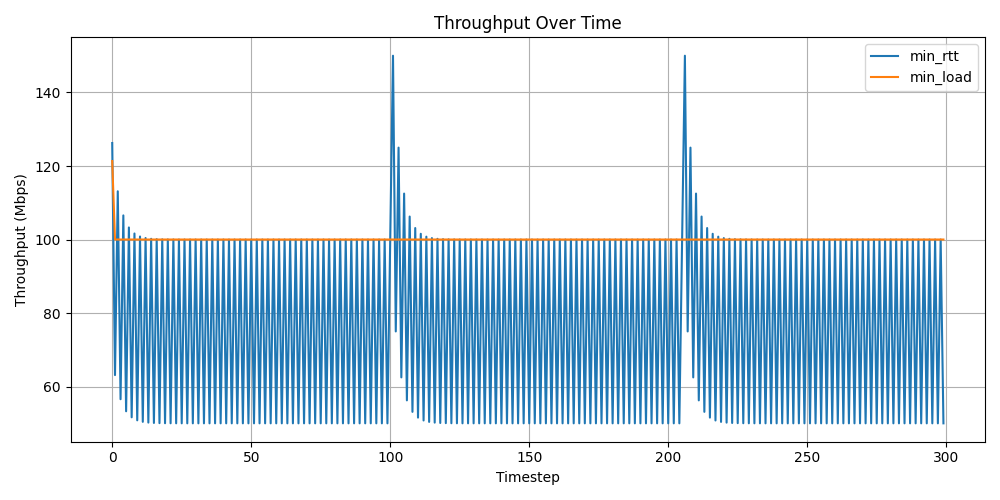 Throughput Over Time
min_rtt
min_load
Throughput (Mbps)
140
120
100
80
60
0 50 100 150 200 250 300
Timestep